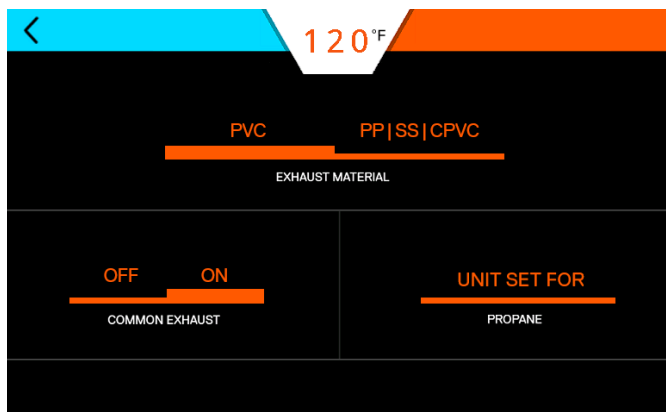 120°F
PVC PP|SS|CPVC
EXHAUST MATERIAL
OFF ON
COMMON EXHAUST
UNIT SET FOR
PROPANE